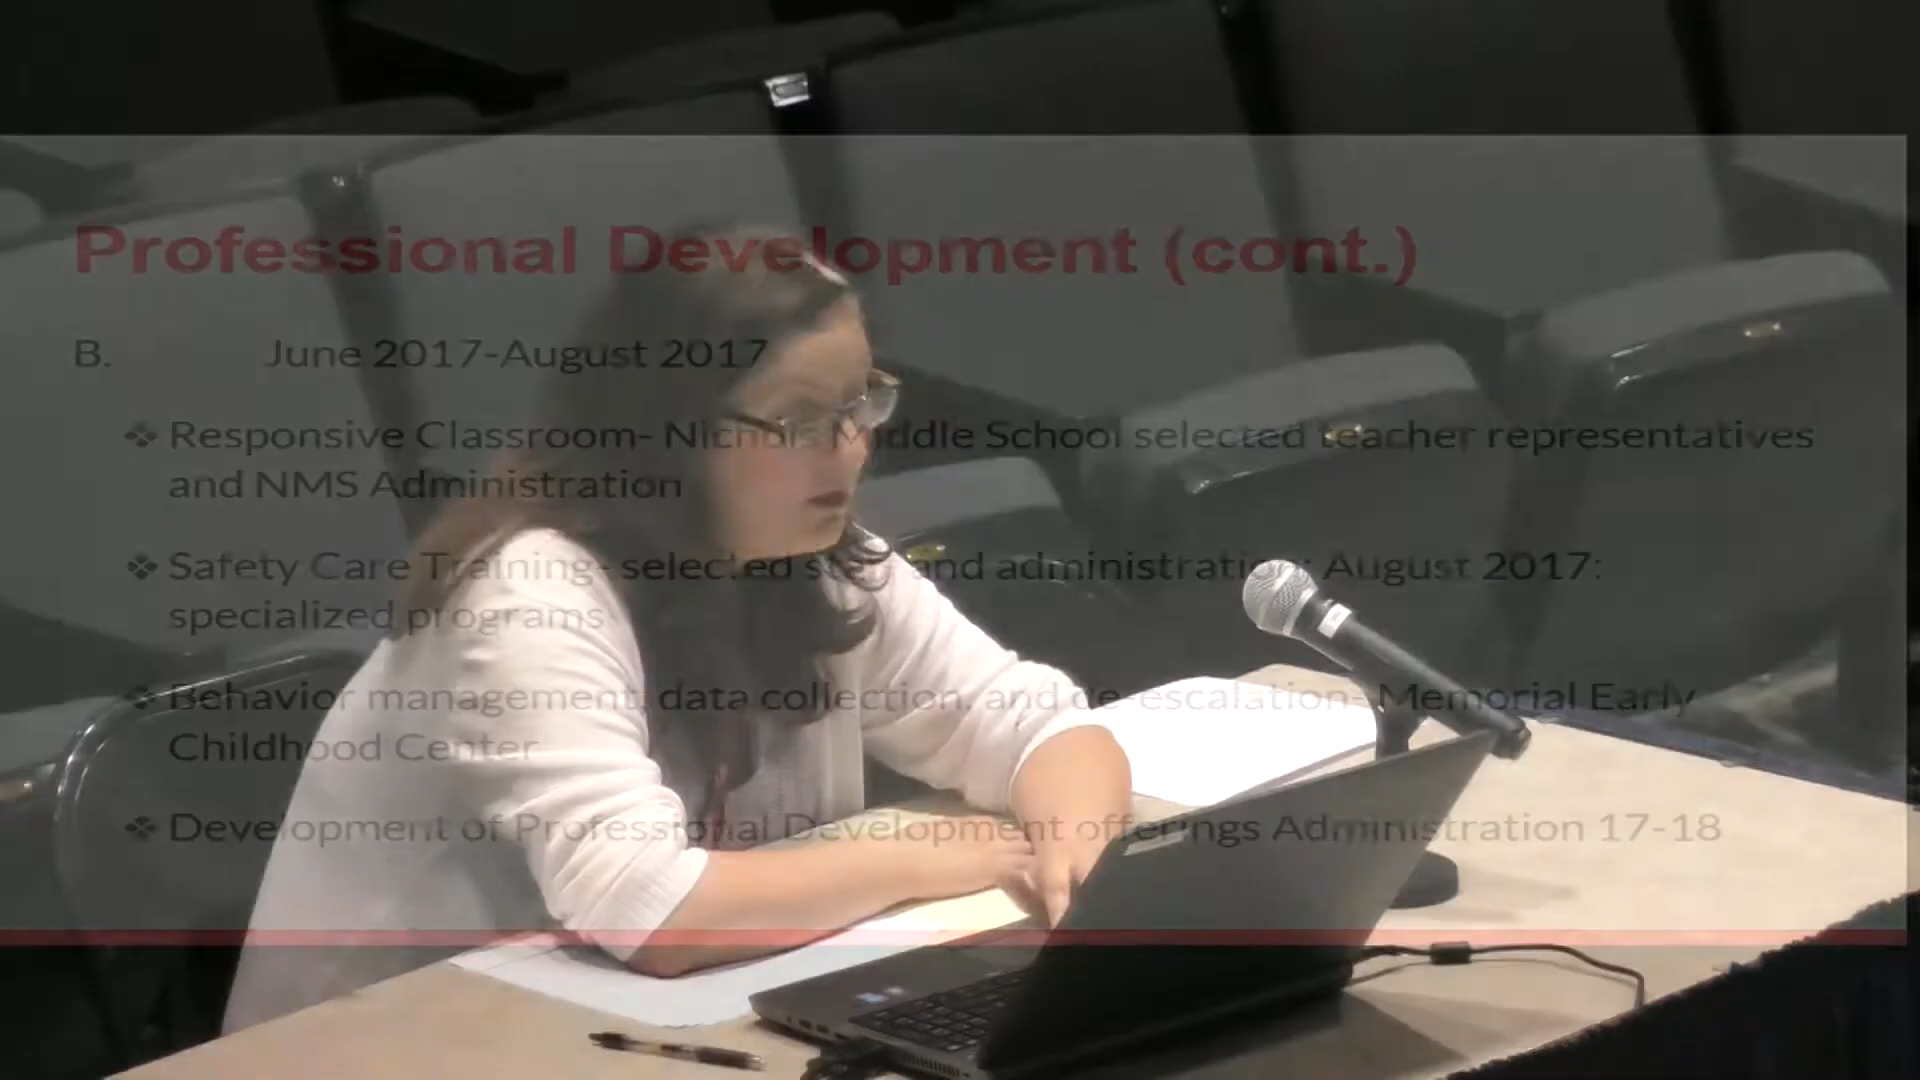 Professional Development (cont.)
B. June 2017-August 2017
❖ Responsive Classroom- Nichols Middle School selected teacher representatives
and NMS Administration
❖ Safety Care Training- selected staff and administration; August 2017:
specialized programs
❖ Behavior management, data collection, and de-escalation- Memorial Early
Childhood Center
❖ Development of Professional Development offerings Administration 17-18